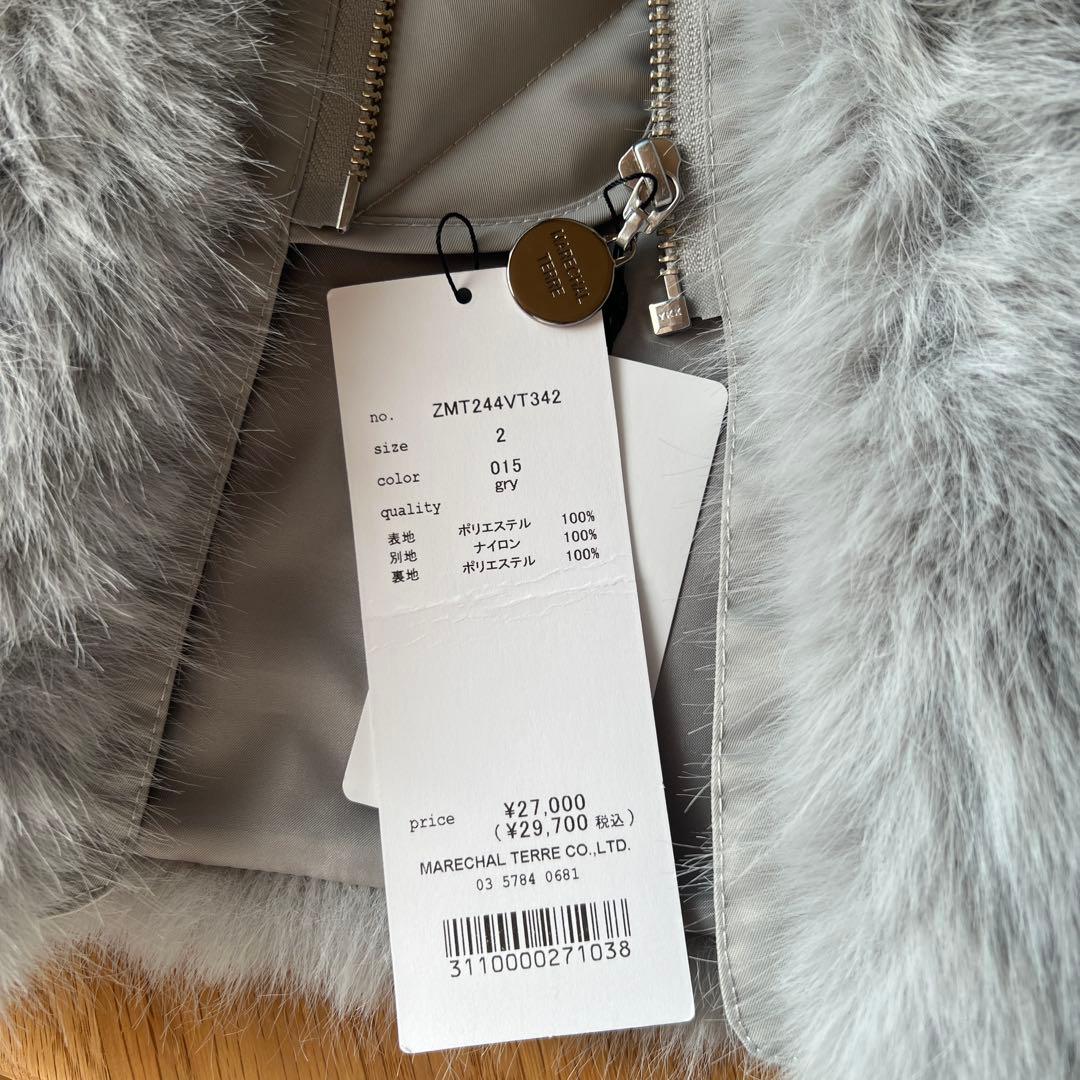 MARECHAL
TERRE
YKK
no. ZMT244VT342
size 2
color 015
gry
quality
表地 ポリエステル 100%
別地 ナイロン 100%
裏地 ポリエステル 100%
price ¥27,000
(¥29,700 税込)
MARECHAL TERRE CO.,LTD.
03 5784 0681
3110000271038